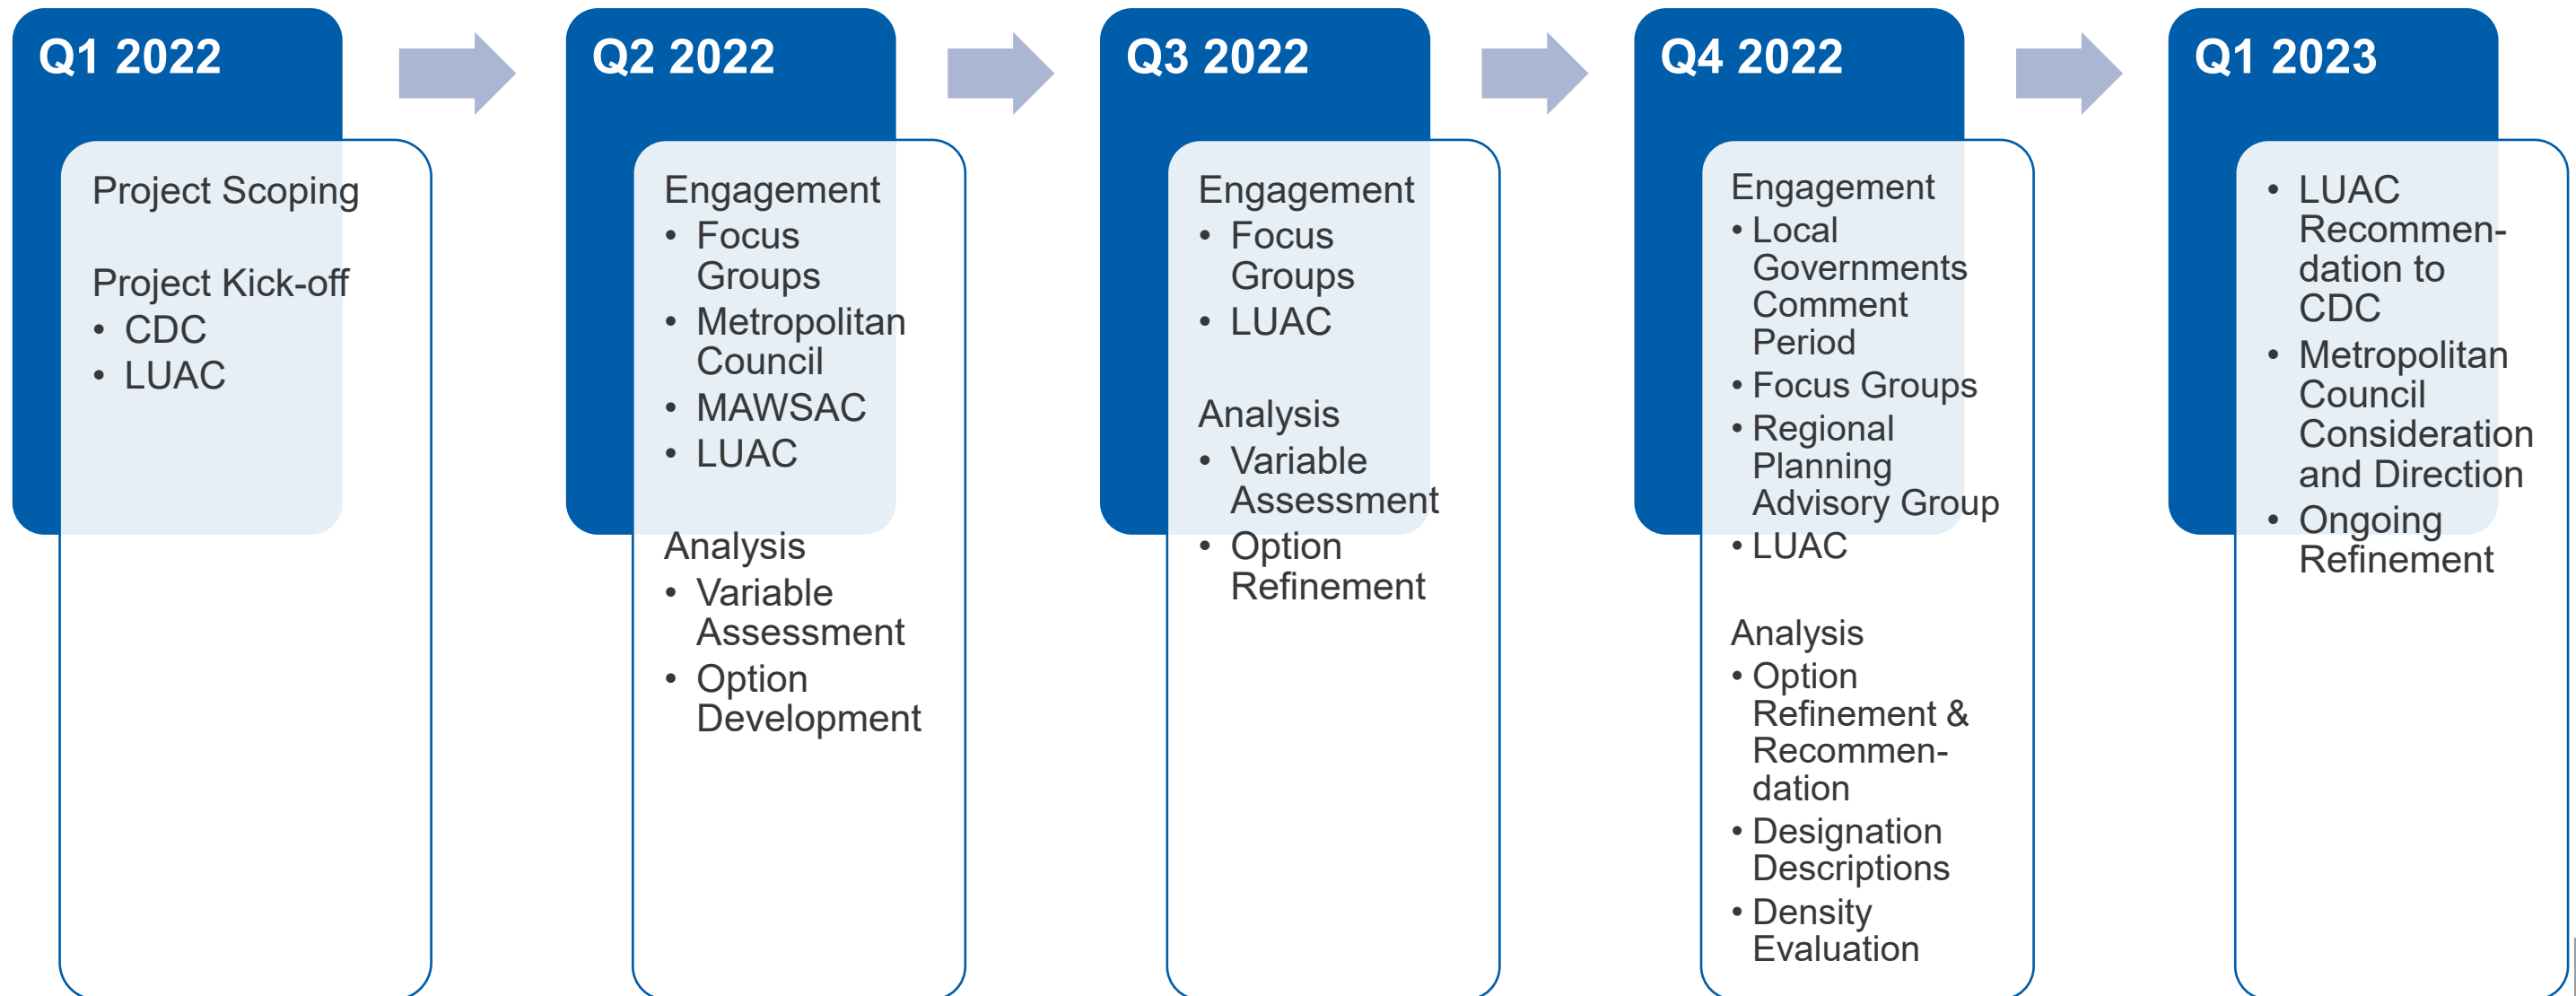 Q1 2022
Project Scoping
Project Kick-off
• CDC
• LUAC
Q2 2022
Engagement
• Focus
Groups
• Metropolitan
Council
• MAWSAC
• LUAC
Analysis
• Variable
Assessment
• Option
Development
Q3 2022
Engagement
• Focus
Groups
• LUAC
Analysis
• Variable
Assessment
• Option
Refinement
Q4 2022
Engagement
• Local
Governments
Comment
Period
• Focus Groups
• Regional
Planning
Advisory Group
• LUAC
Analysis
• Option
Refinement &
Recommen-
dation
• Designation
Descriptions
• Density
Evaluation
Q1 2023
• LUAC
Recommen-
dation to
CDC
• Metropolitan
Council
Consideration
and Direction
• Ongoing
Refinement